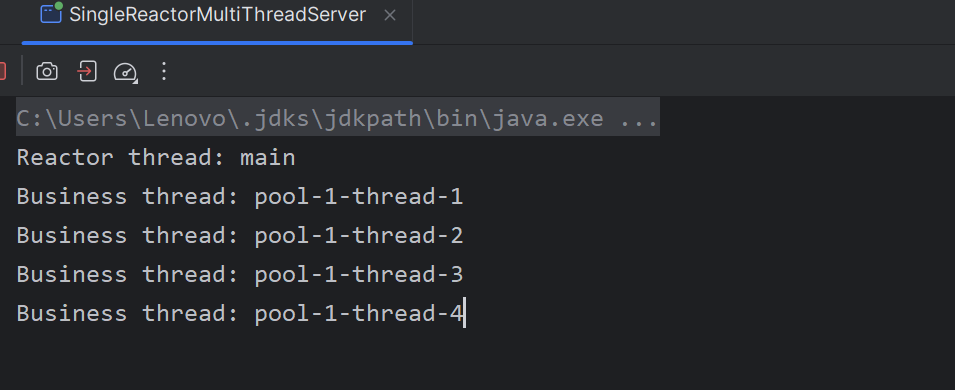 SingleReactorMultiThreadServer
C:\Users\Lenovo\.jdks\jdkpath\bin\java.exe ...
Reactor thread: main
Business thread: pool-1-thread-1
Business thread: pool-1-thread-2
Business thread: pool-1-thread-3
Business thread: pool-1-thread-4